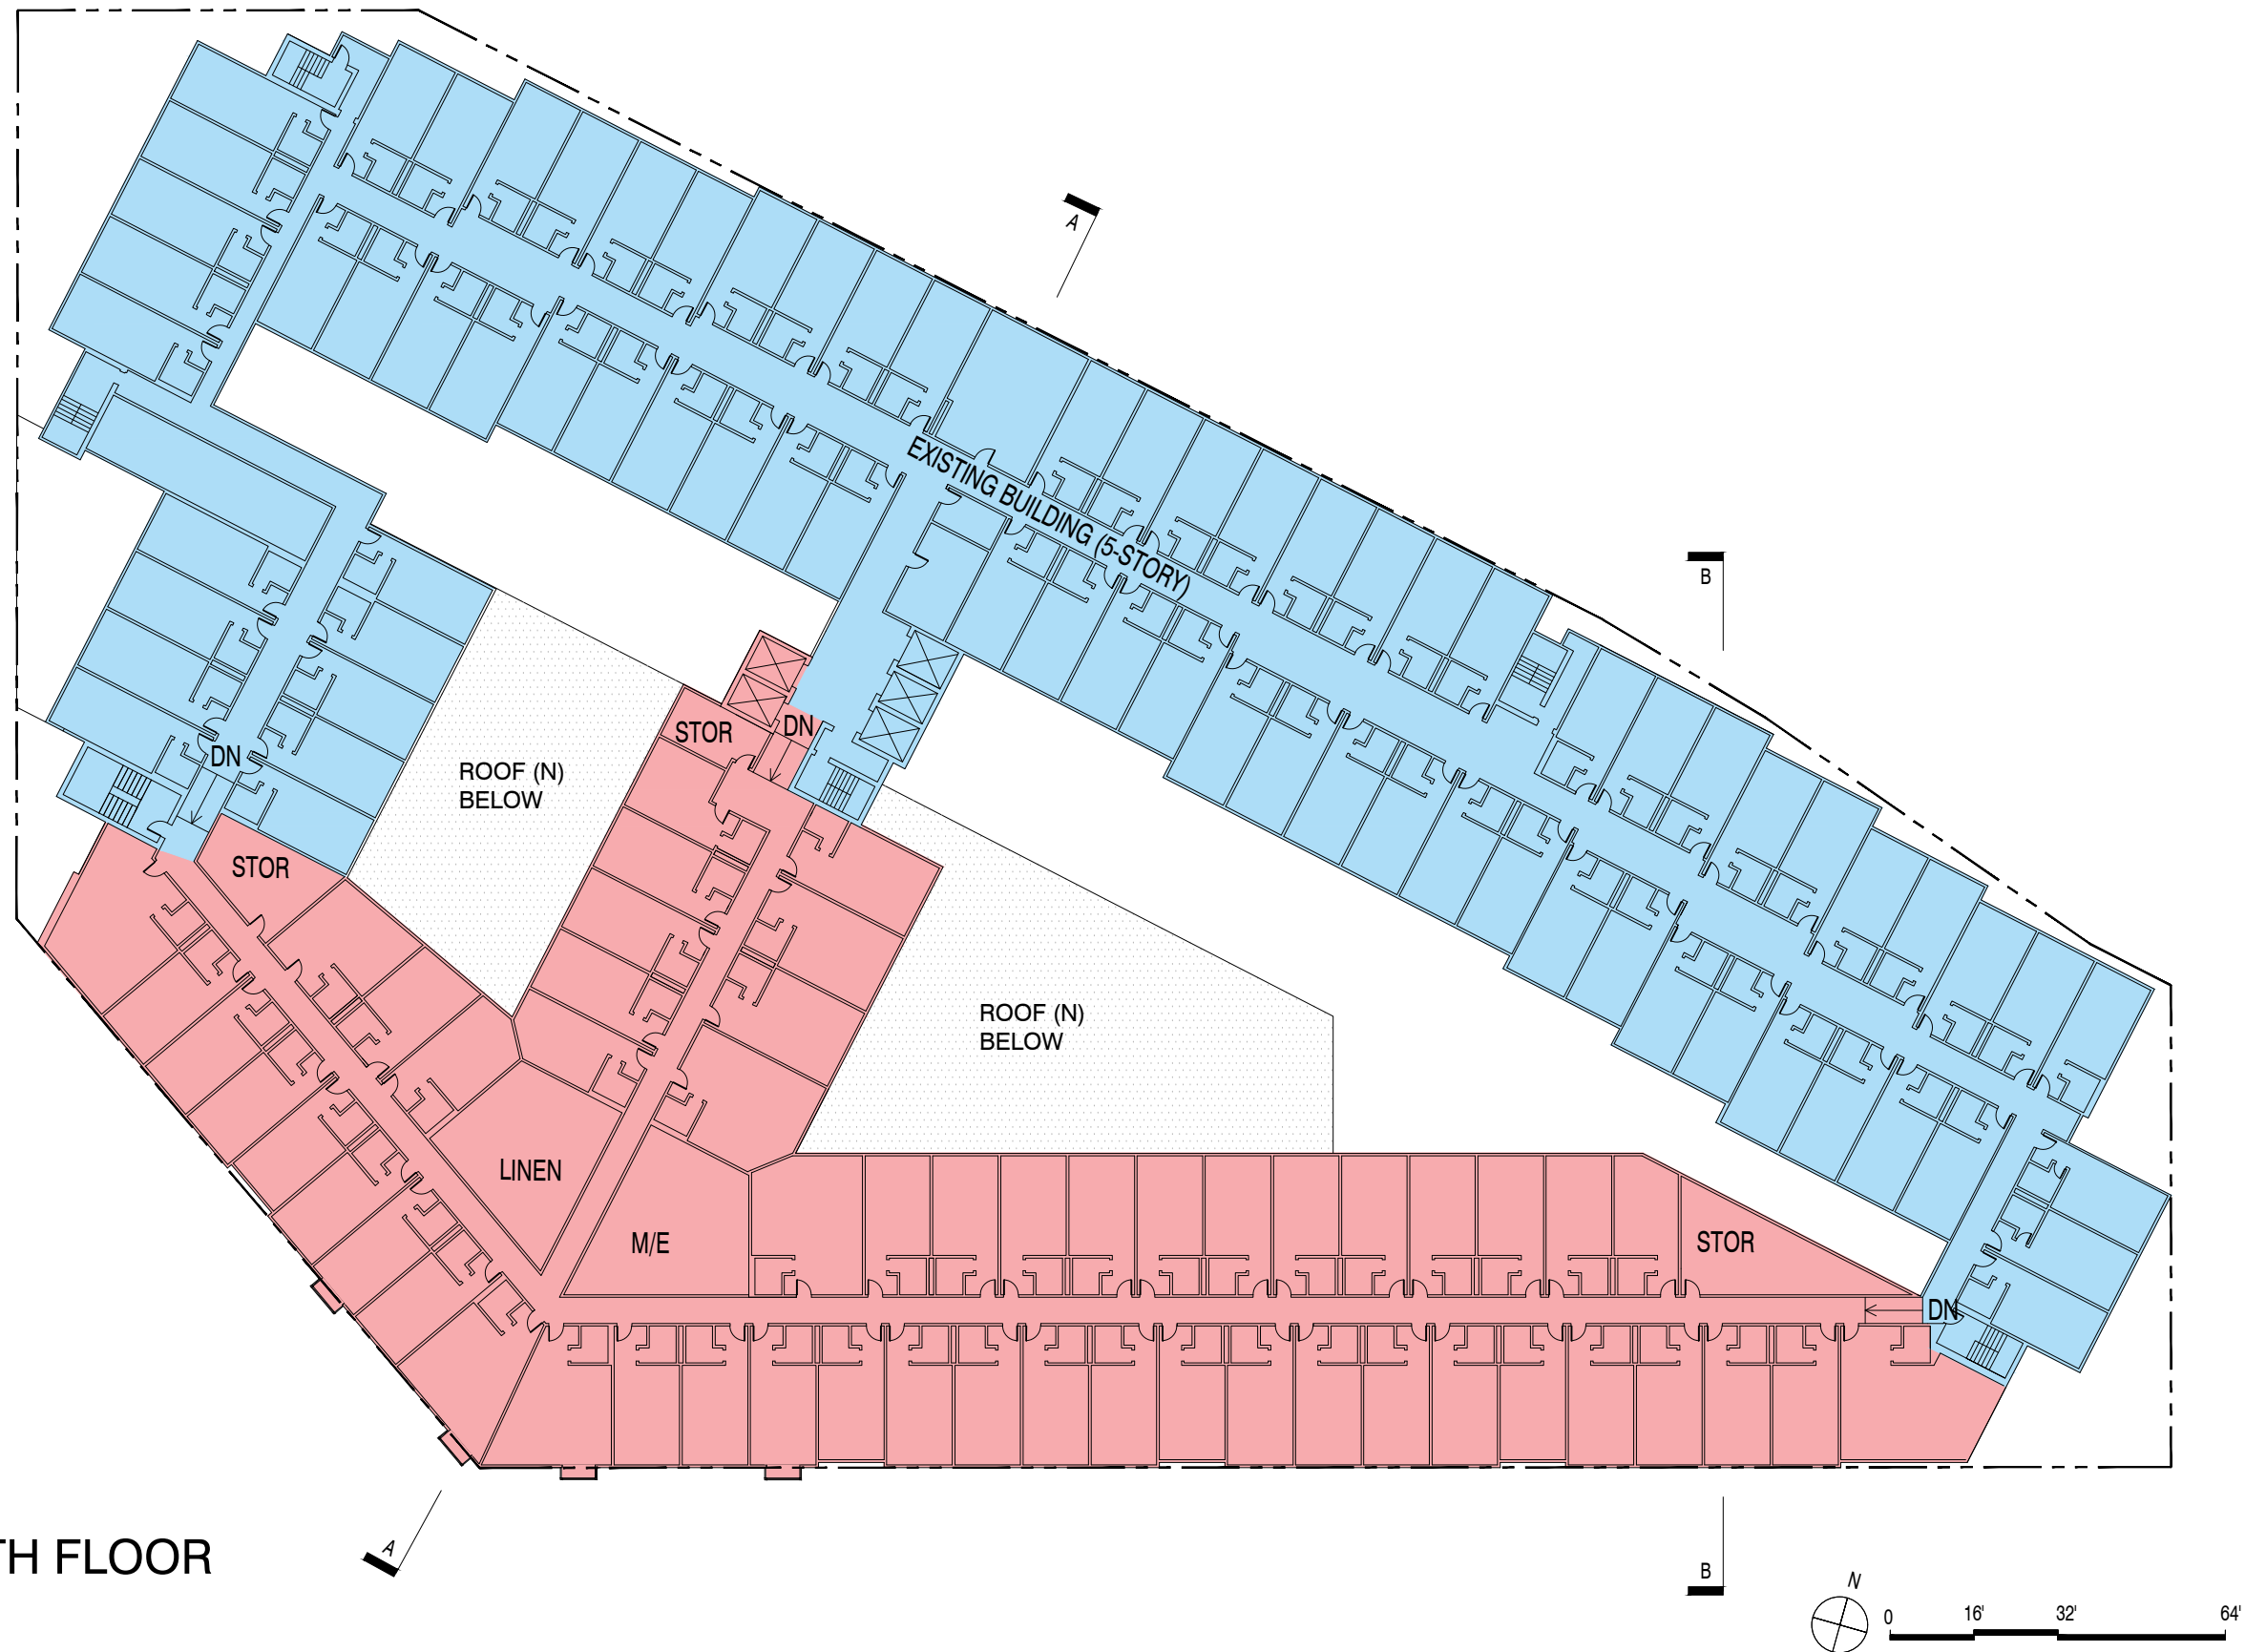 A
EXISTING BUILDING (5-STORY)
B
STOR
DN
DN
ROOF (N)
BELOW
STOR
ROOF (N)
BELOW
LINEN
M/E
STOR
DN
A
TH FLOOR
B
N
0 16' 32' 64'